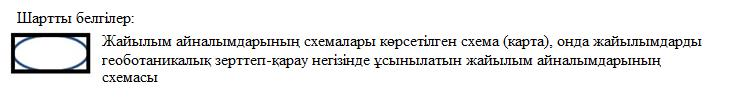 Шартты белгілер:
Жайылым айналымдарының схемалары көрсетілген схема (карта), онда жайылымдарды
геоботаникалық зерттеп-қарау негізінде ұсынылатын жайылым айналымдарының
схемасы